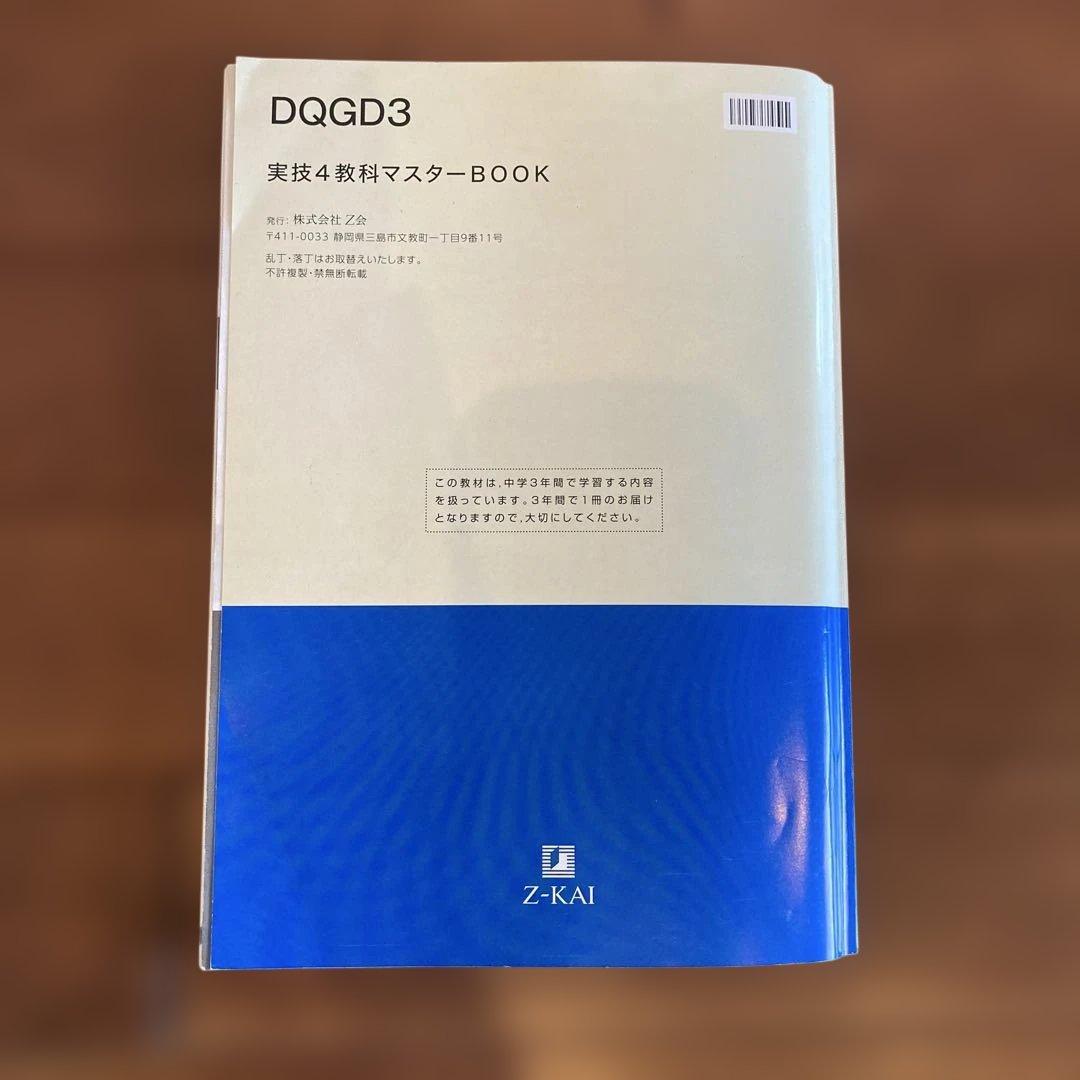 DQGD3
実技4教科マスターBOOK
発行: 株式会社 Z会
〒411-0033 静岡県三島市文教町一丁目9番11号
乱丁・落丁はお取替えいたします。
不許複製・禁無断転載
この教材は,中学3年間で学習する内容
を扱っています。3年間で1冊のお届け
となりますので,大切にしてください。
Z-KAI